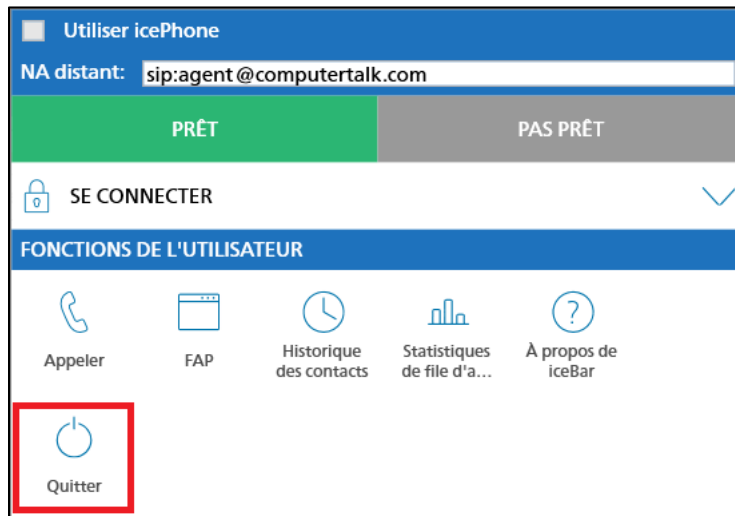 Utiliser icePhone
NA distant: sip:agent@computertalk.com
PRÊT PAS PRÊT
SE CONNECTER
FONCTIONS DE L'UTILISATEUR
Appeler FAP Historique des contacts Statistiques de file d'a... À propos de iceBar
Quitter